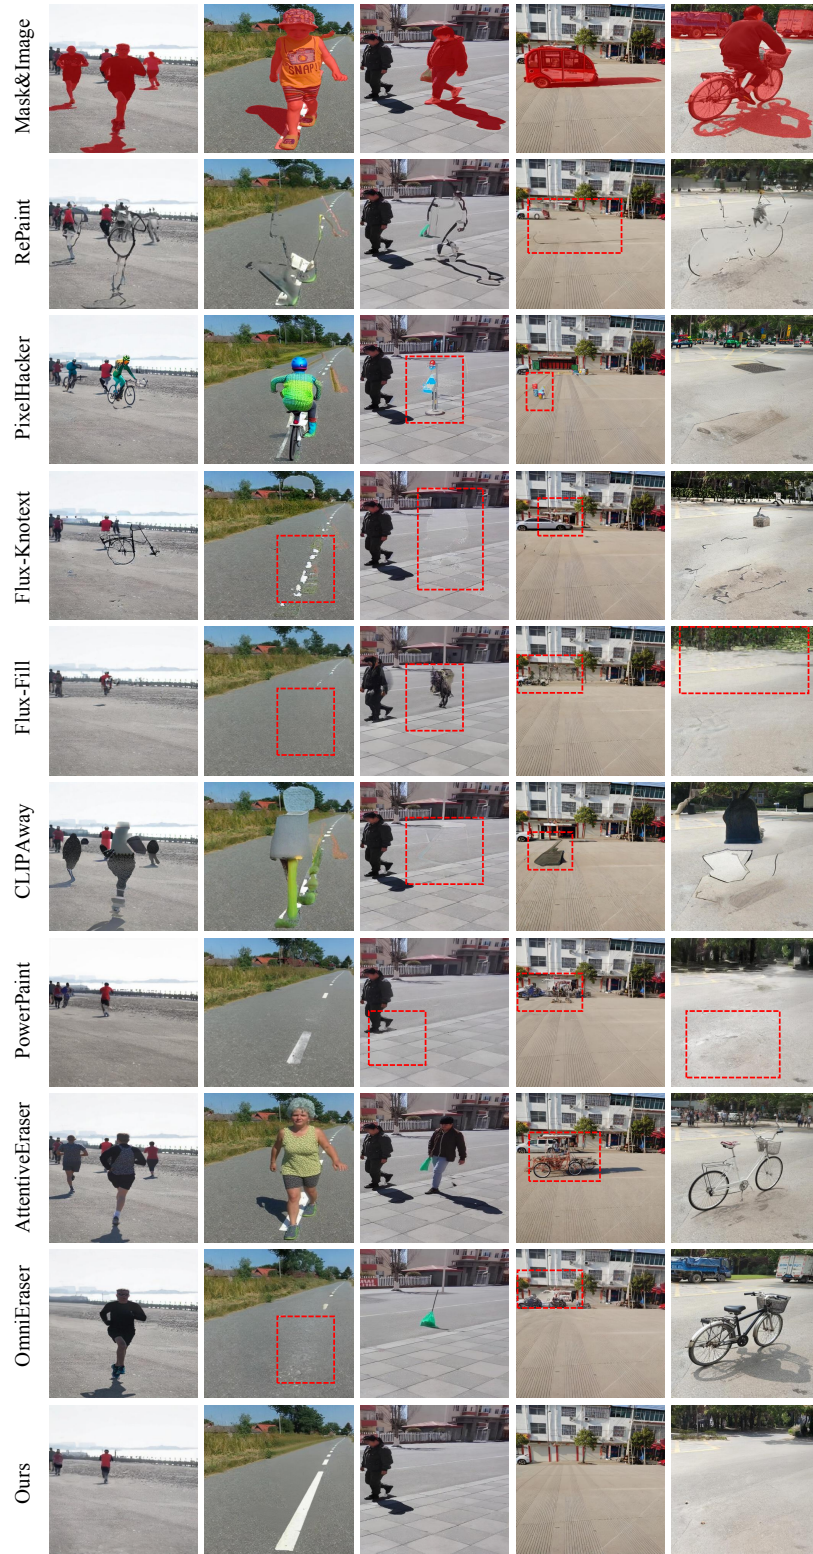 Mask&Image
SNAP!
RePaint
PixelHacker
Flux-Knotext
Flux-Fill
CLIPAway
PowerPaint
AttentiveEraser
OmniEraser
Ours